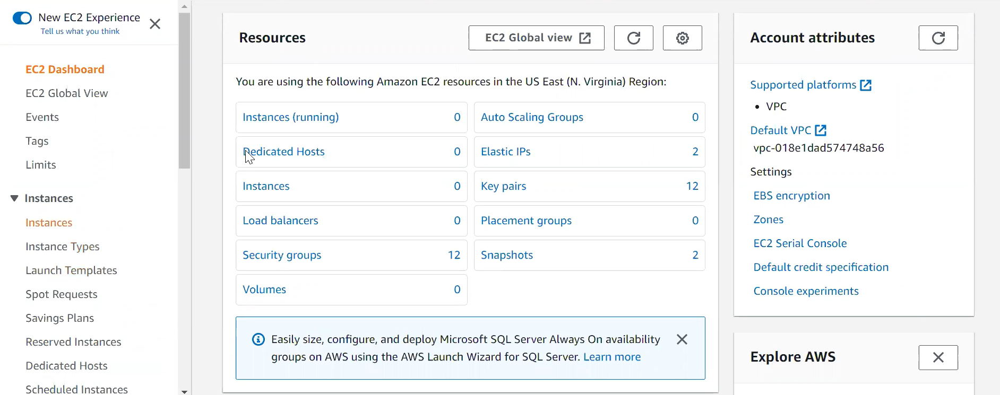 New EC2 Experience
Tell us what you think
EC2 Dashboard
EC2 Global View
Events
Tags
Limits
Instances
Instances
Instance Types
Launch Templates
Spot Requests
Savings Plans
Reserved Instances
Dedicated Hosts
Scheduled Instances
Resources
EC2 Global view
You are using the following Amazon EC2 resources in the US East (N. Virginia) Region:
Instances (running) 0
Auto Scaling Groups 0
Dedicated Hosts 0
Elastic IPs 2
Instances 0
Key pairs 12
Load balancers 0
Placement groups 0
Security groups 12
Snapshots 2
Volumes 0
Easily size, configure, and deploy Microsoft SQL Server Always On availability
groups on AWS using the AWS Launch Wizard for SQL Server. Learn more
Account attributes
Supported platforms
• VPC
Default VPC
vpc-018e1dad574748a56
Settings
EBS encryption
Zones
EC2 Serial Console
Default credit specification
Console experiments
Explore AWS